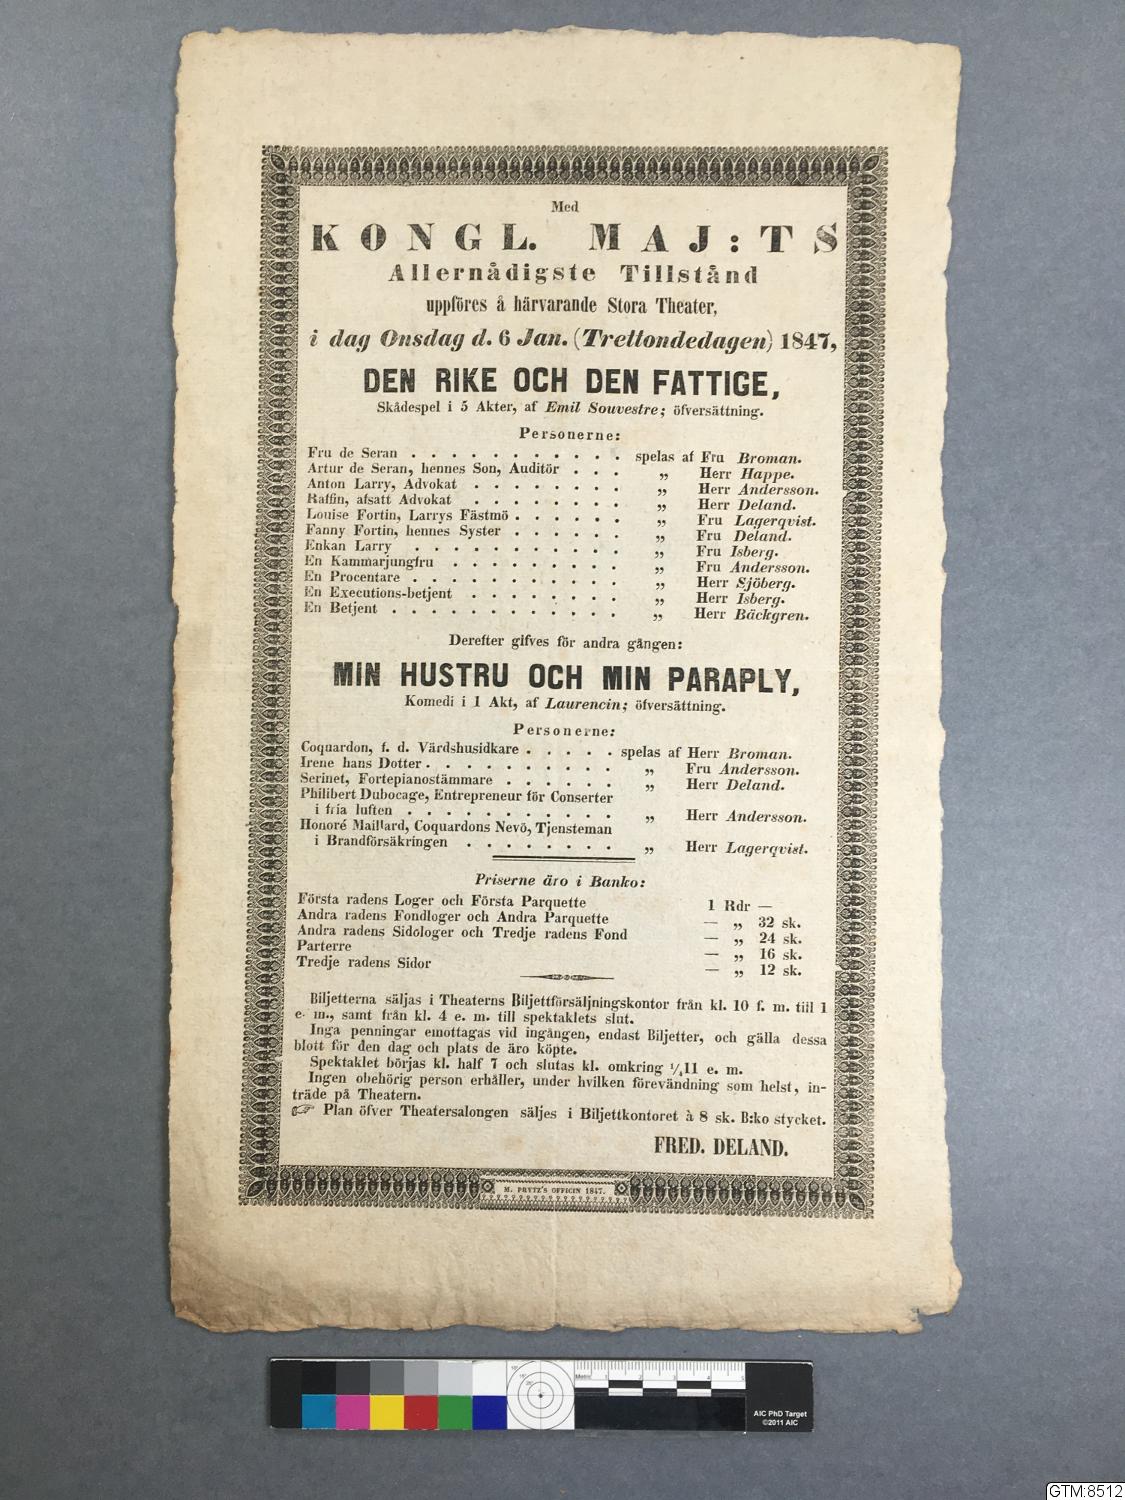 Med
KONGL. MAJ:TS
Allernådigste Tillstånd
uppföres å härvarande Stora Theater,
i dag Onsdag d. 6 Jan. (Trettondedagen) 1847,
DEN RIKE OCH DEN FATTIGE,
Skådespel i 5 Akter, af Emil Souvestre; öfversättning.
Personerne:
Fru de Seran . . . . . . . . . . . spelas af Fru Broman.
Artur de Seran, hennes Son, Auditör . . . „ Herr Happe.
Anton Larry, Advokat . . . . . . . . „ Herr Andersson.
Raffin, afsatt Advokat . . . . . . . . „ Herr Deland.
Louise Fortin, Larrys Fästmö . . . . . . „ Fru Lagerqvist.
Fanny Fortin, hennes Syster . . . . . . „ Fru Deland.
Enkan Larry . . . . . . . . . . . „ Fru Isberg.
En Kammarjungfru . . . . . . . . . „ Fru Andersson.
En Procentare . . . . . . . . . . . „ Herr Sjöberg.
En Executions-betjent . . . . . . . . „ Herr Isberg.
En Betjent . . . . . . . . . . . . „ Herr Bäckgren.
Derefter gifves för andra gången:
MIN HUSTRU OCH MIN PARAPLY,
Komedi i 1 Akt, af Laurencin; öfversättning.
Personerne:
Coquardon, f. d. Värdshusidkare . . . . . spelas af Herr Broman.
Irene hans Dotter . . . . . . . . . . „ Fru Andersson.
Serinet, Fortepianostämmare . . . . . . „ Herr Deland.
Philibert Dubocage, Entrepreneur för Conserter
i fria luften . . . . . . . . . . . „ Herr Andersson.
Honoré Maillard, Coquardons Nevö, Tjensteman
i Brandförsäkringen . . . . . . . . „ Herr Lagerqvist.
Priserne äro i Banko:
Första radens Loger och Första Parquette 1 Rdr —
Andra radens Fondloger och Andra Parquette — „ 32 sk.
Andra radens Sidologer och Tredje radens Fond — „ 24 sk.
Parterre — „ 16 sk.
Tredje radens Sidor — „ 12 sk.
Biljetterna säljas i Theaterns Biljettförsäljningskontor från kl. 10 f. m. till 1
e. m., samt från kl. 4 e. m. till spektaklets slut.
Inga penningar emottagas vid ingången, endast Biljetter, och gälla dessa
blott för den dag och plats de äro köpte.
Spektaklet börjas kl. half 7 och slutas kl. omkring ¼11 e. m.
Ingen obehörig person erhåller, under hvilken förevändning som helst, in-
träde på Theatern.
☞ Plan öfver Theatersalongen säljes i Biljettkontoret à 8 sk. B:ko stycket.
FRED. DELAND.
M. PRYTZ'S OFFICIN 1847.
AIC PhD Target
©2011 AIC
GTM:8512